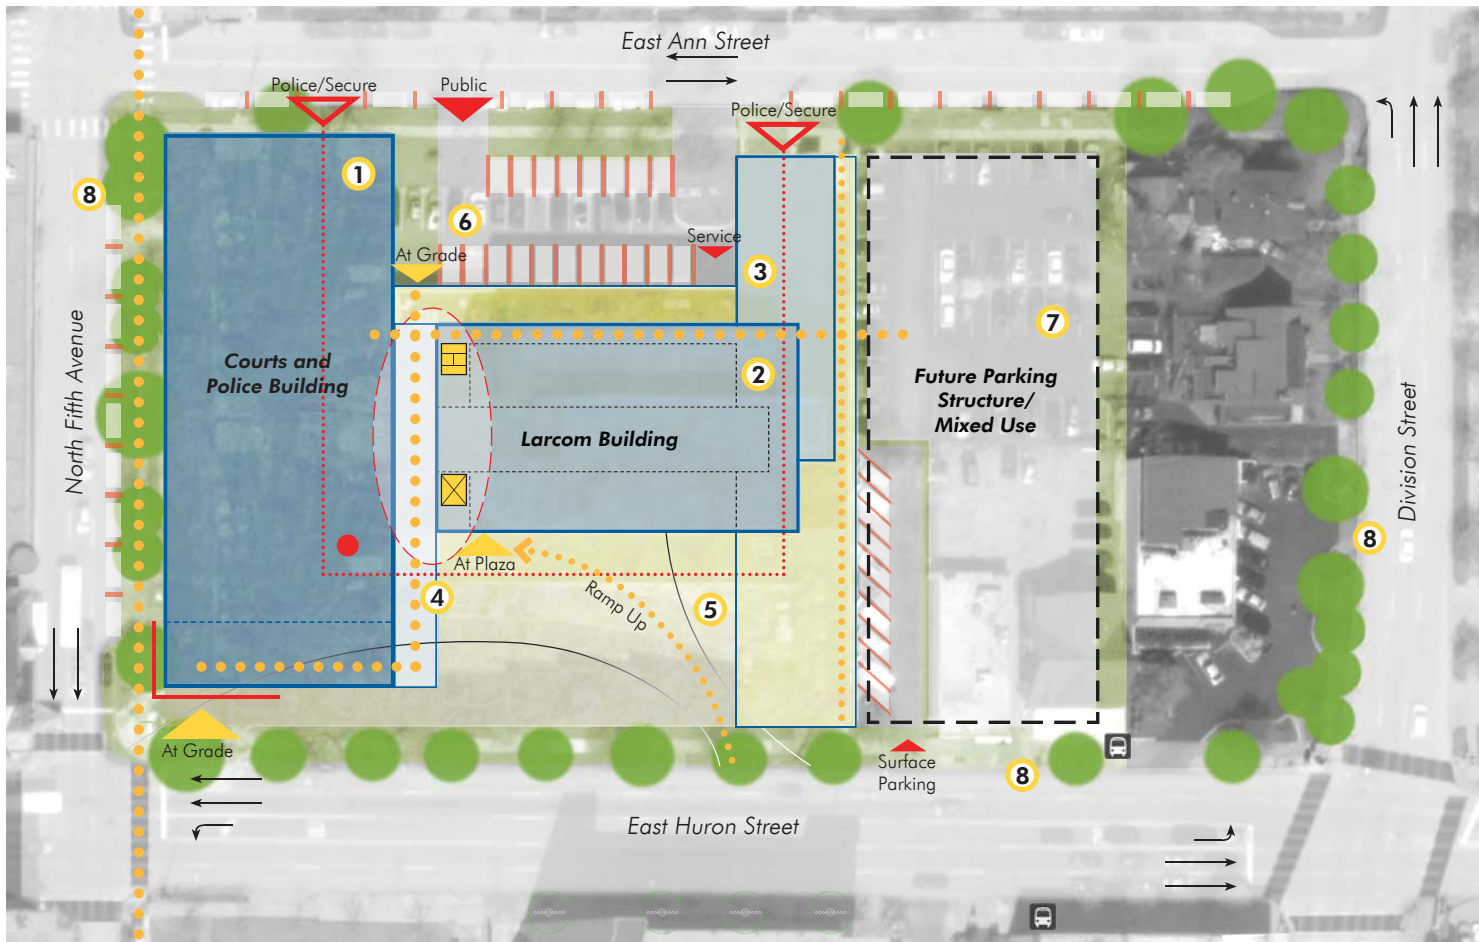 East Ann Street
Police/Secure
Public
Police/Secure
1
8
6
Service
At Grade
3
7
North Fifth Avenue
Courts and
Police Building
2
Future Parking
Structure/
Mixed Use
Larcom Building
Division Street
8
At Plaza
4
Ramp Up
5
At Grade
Surface
Parking
8
East Huron Street